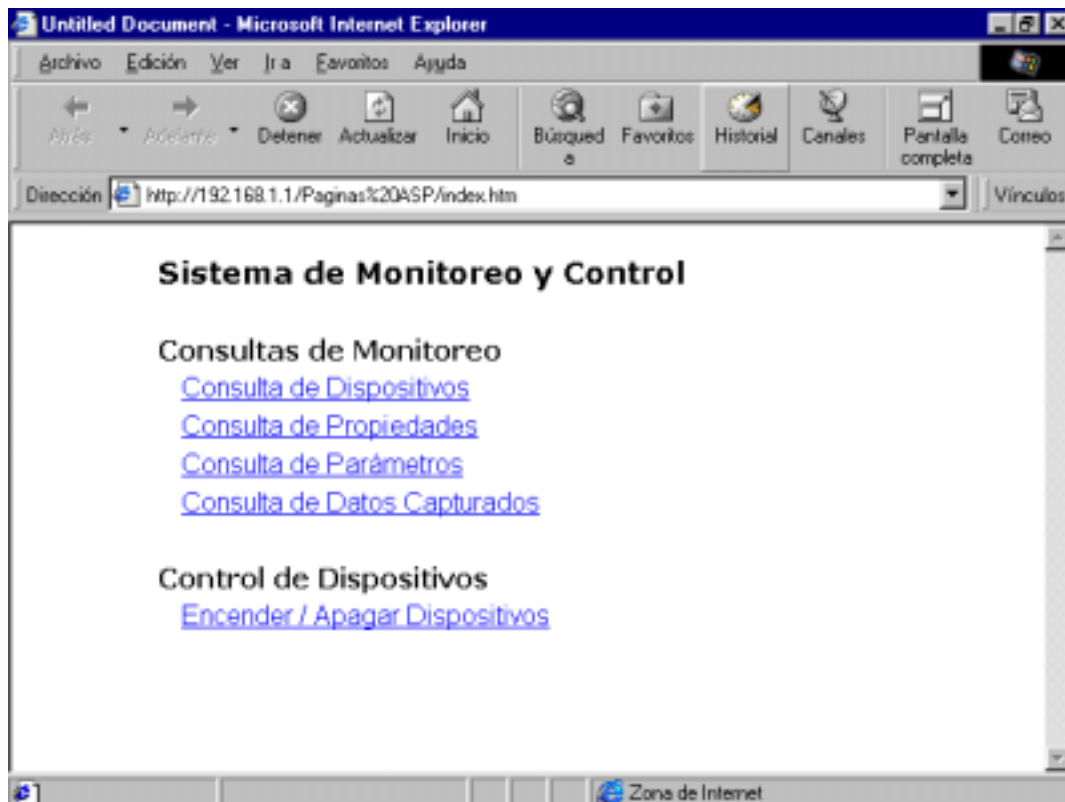 Untitled Document - Microsoft Internet Explorer
Archivo Edición Ver Ir a Favoritos Ayuda
Atrás Adelante Detener Actualizar Inicio Búsqued
a Favoritos Historial Canales Pantalla
completa Correo
Dirección http://192.168.1.1/Paginas%20ASP/index.htm Vínculos
Sistema de Monitoreo y Control
Consultas de Monitoreo
Consulta de Dispositivos
Consulta de Propiedades
Consulta de Parámetros
Consulta de Datos Capturados
Control de Dispositivos
Encender / Apagar Dispositivos
Zona de Internet